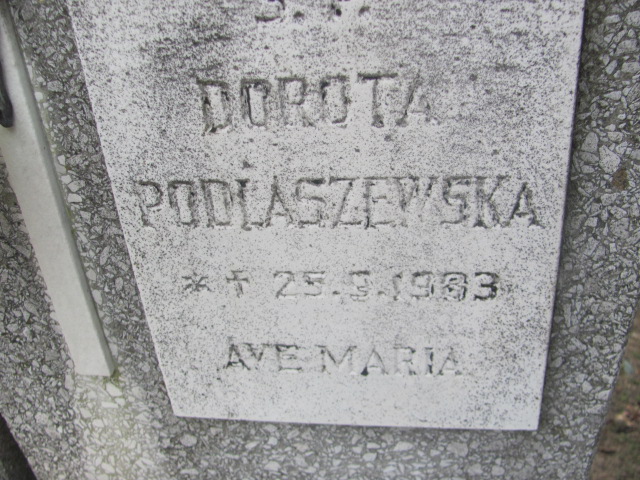 Ś. P.
DOROTA
PODLASZEWSKA
* † 25.9.1983
AVE MARIA